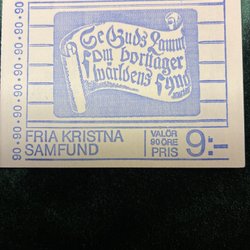 Se Guds Lamm
som borttager
världens synd
FRIA KRISTNA
SAMFUND
VALÖR
90 ÖRE
PRIS 9:-
90 • 90 • 90 • 90 • 90 • 90